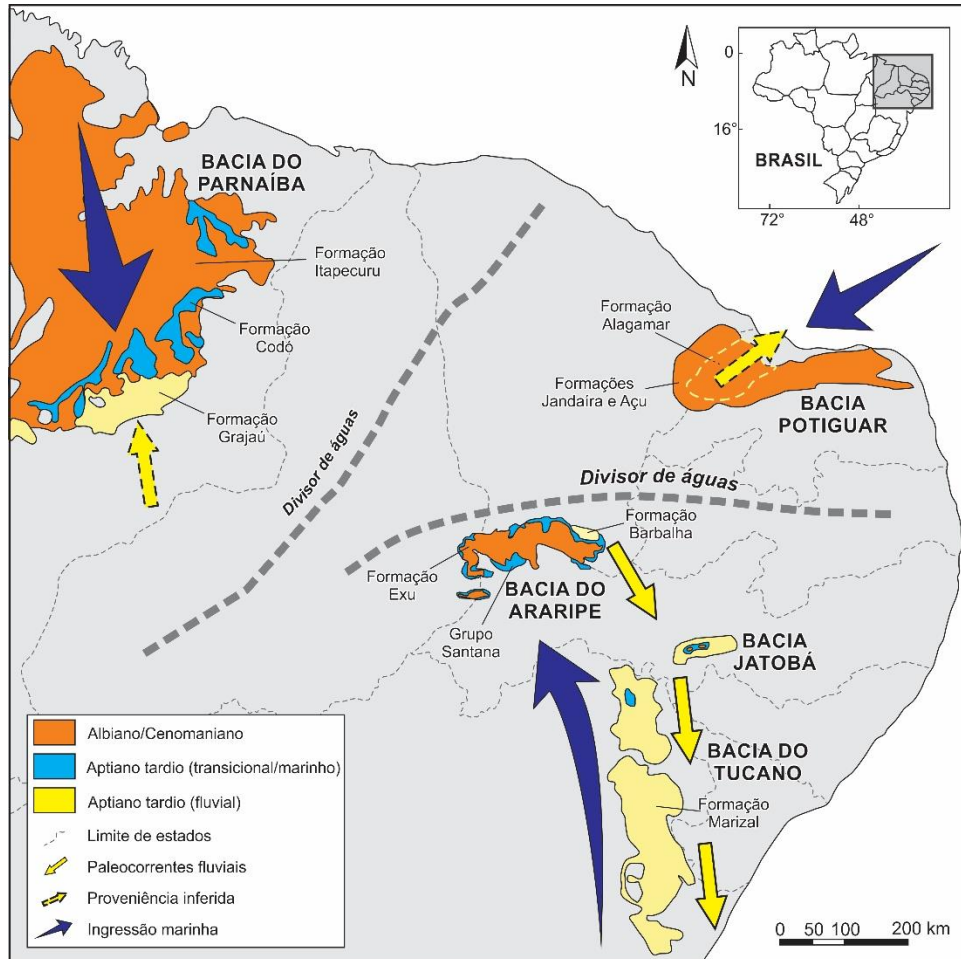 0
16°
N
BRASIL
72°
48°
BACIA DO
PARNAÍBA
Formação
Itapecuru
Formação
Codó
Formação
Grajaú
Divisor de águas
Formação
Alagamar
Formações
Jandaíra e Açu
BACIA
POTIGUAR
Divisor de águas
Formação
Barbalha
Formação
Exu
BACIA DO
ARARIPE
Grupo
Santana
BACIA
JATOBÁ
BACIA DO
TUCANO
Formação
Marizal
Albiano/Cenomaniano
Aptiano tardio (transicional/marinho)
Aptiano tardio (fluvial)
Limite de estados
Paleocorrentes fluviais
Proveniência inferida
Ingressão marinha
0 50 100 200 km